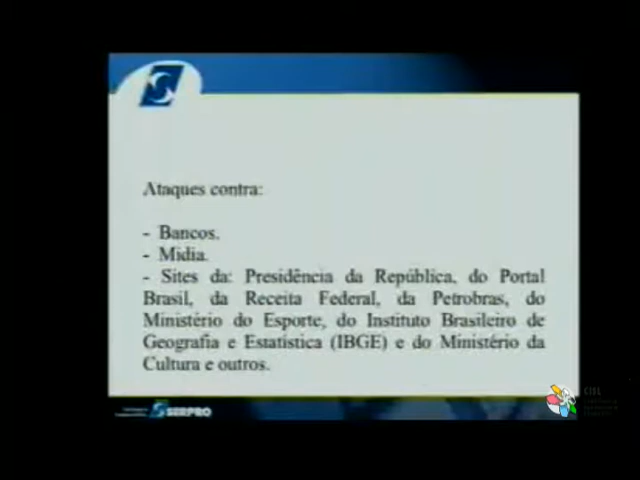 Ataques contra:
- Bancos.
- Mídia.
- Sites da: Presidência da República, do Portal
Brasil, da Receita Federal, da Petrobras, do
Ministério do Esporte, do Instituto Brasileiro de
Geografia e Estatística (IBGE) e do Ministério da
Cultura e outros.
SERPRO